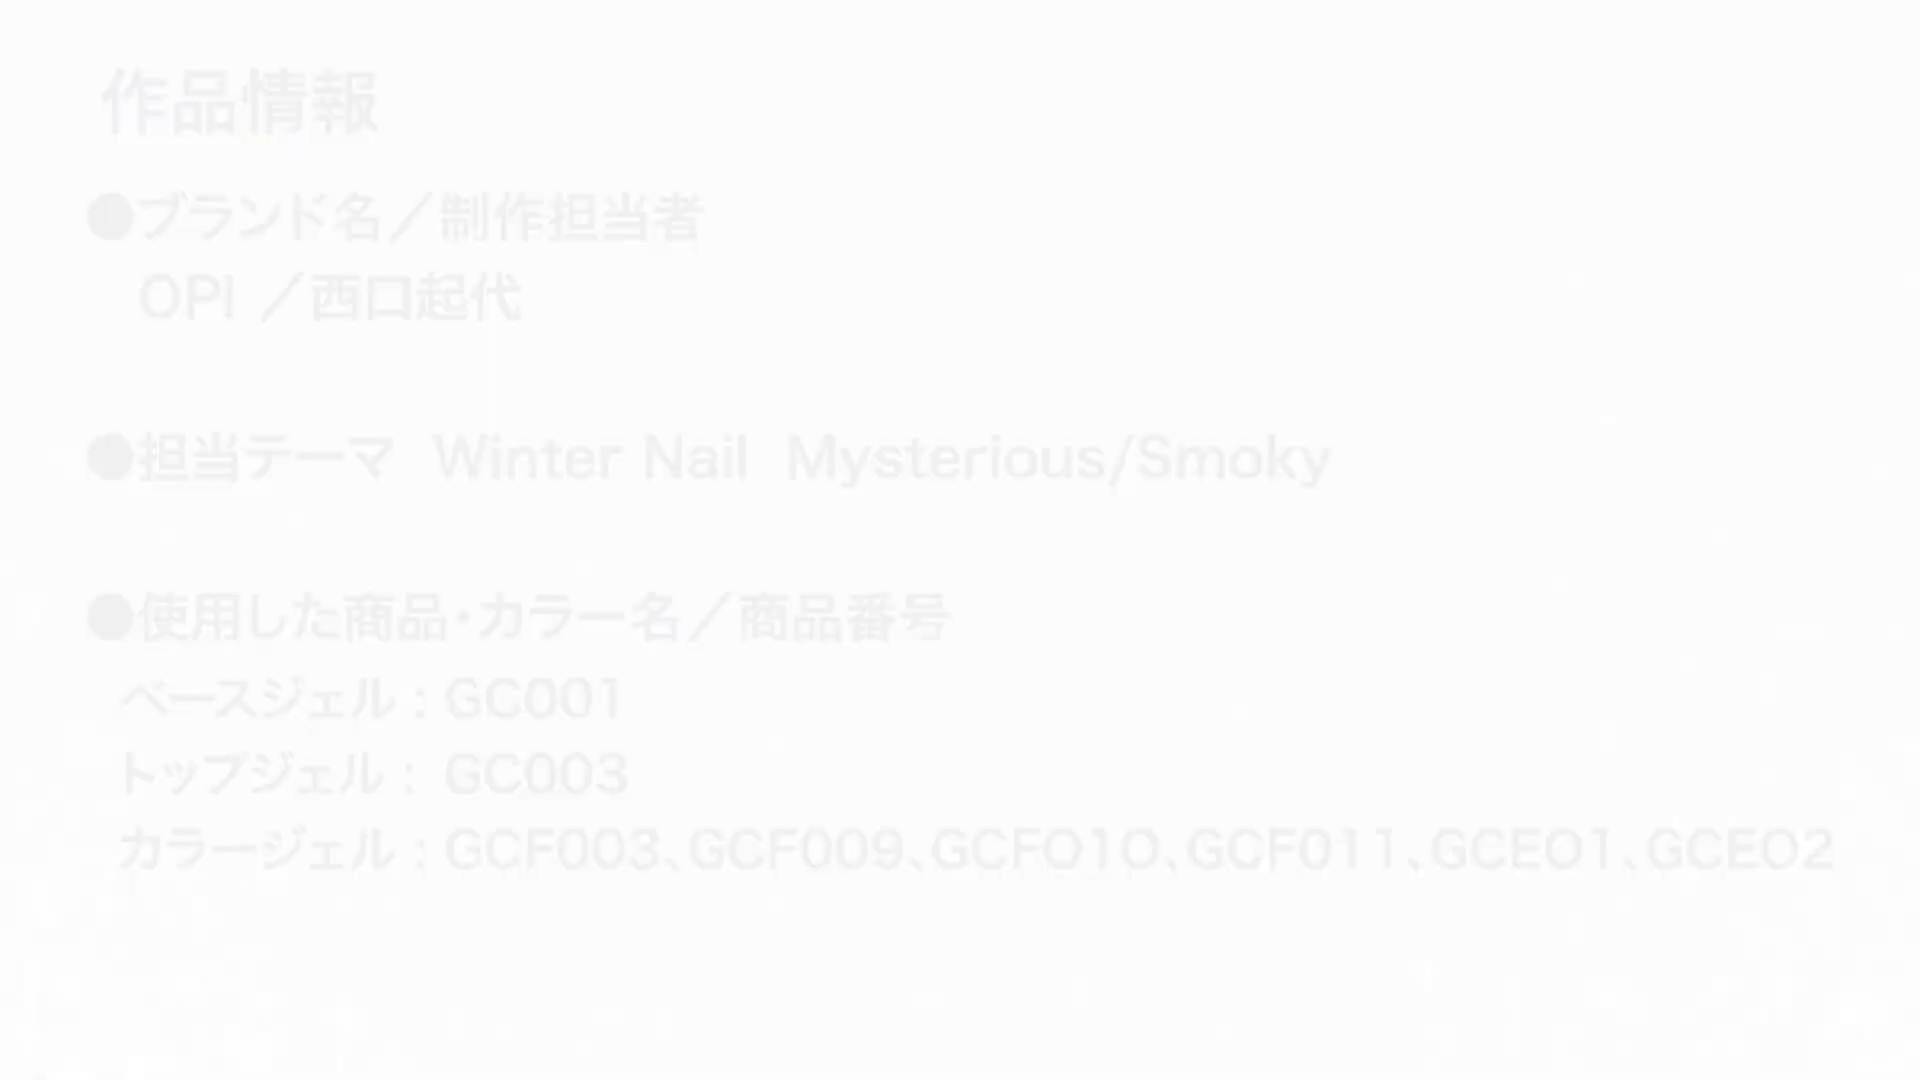 作品情報
●ブランド名／制作担当者
OPI ／西口起代
●担当テーマ Winter Nail Mysterious/Smoky
●使用した商品・カラー名／商品番号
ベースジェル：GC001
トップジェル： GC003
カラージェル：GCF003、GCF009、GCFO1O、GCF011、GCEO1、GCEO2